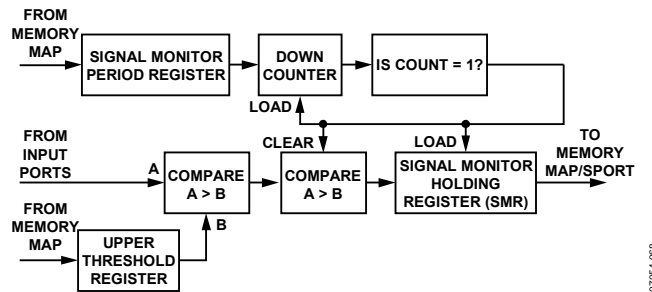 FROM
MEMORY
MAP
SIGNAL MONITOR
PERIOD REGISTER
DOWN
COUNTER
IS COUNT = 1?
LOAD
FROM
INPUT
PORTS
A
COMPARE
A > B
CLEAR
COMPARE
A > B
LOAD
SIGNAL MONITOR
HOLDING
REGISTER (SMR)
TO
MEMORY
MAP/SPORT
FROM
MEMORY
MAP
B
UPPER
THRESHOLD
REGISTER